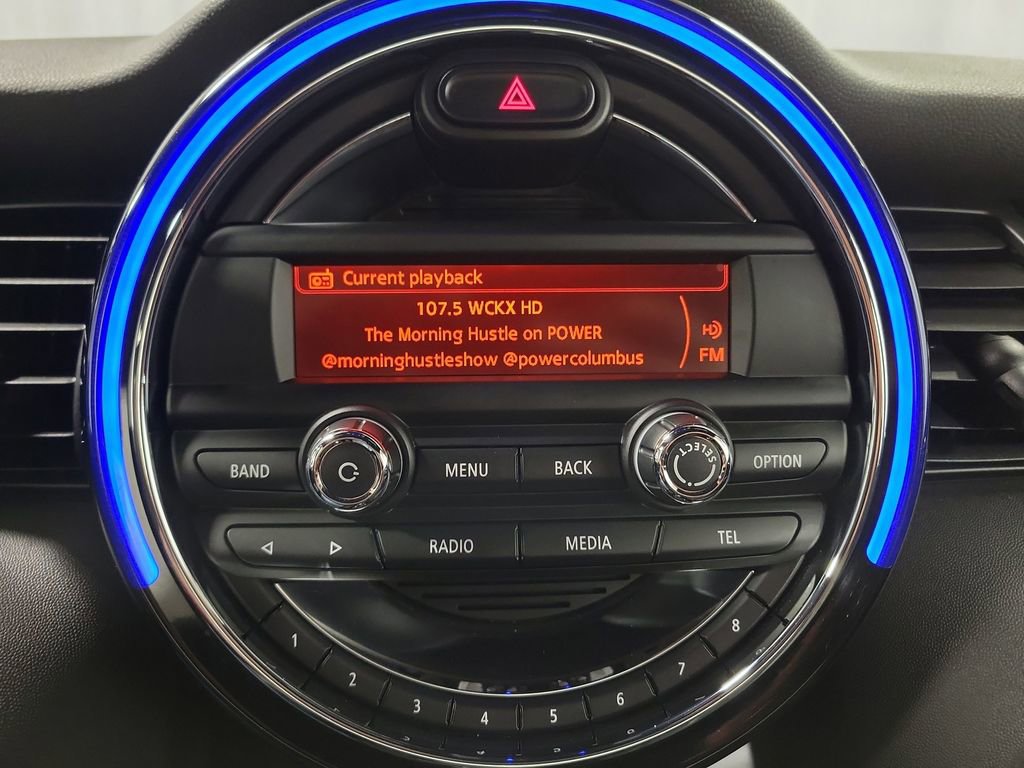 Current playback
107.5 WCKX HD
The Morning Hustle on POWER
@morninghustleshow @powercolumbus
FM
BAND
MENU
BACK
SELECT
OPTION
RADIO
MEDIA
TEL
1
2
3
4
5
6
7
8